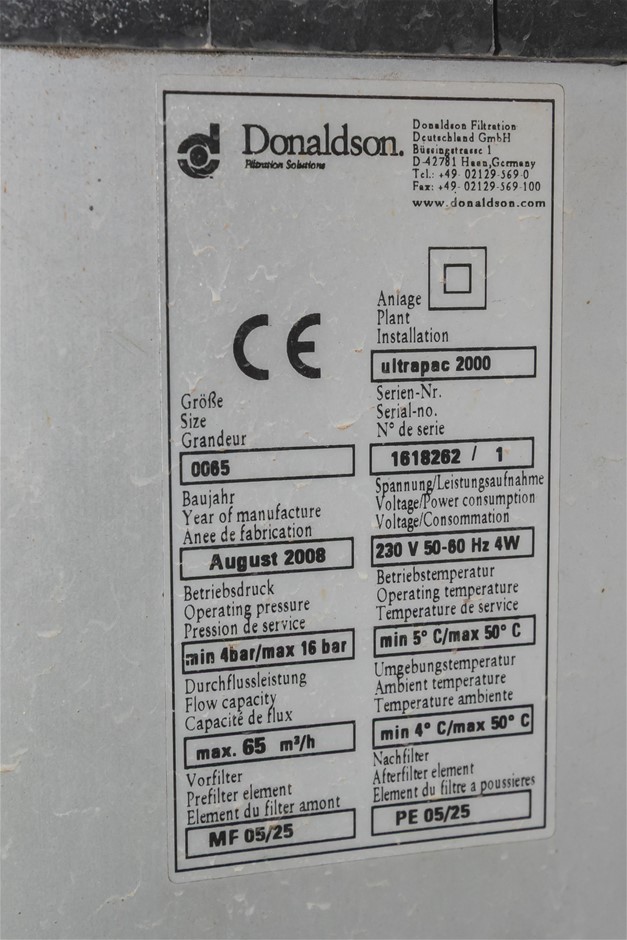 Donaldson.
Filtration Solutions
Donaldson Filtration
Deutschland GmbH
Büssingstrasse 1
D-42781 Haan,Germany
Tel.: +49- 02129-569-0
Fax: +49- 02129-569-100
www.donaldson.com
CE
Größe
Size
Grandeur
0065
Baujahr
Year of manufacture
Anee de fabrication
August 2008
Betriebsdruck
Operating pressure
Pression de service
min 4bar/max 16 bar
Durchflussleistung
Flow capacity
Capacité de flux
max. 65 m³/h
Vorfilter
Prefilter element
Element du filter amont
MF 05/25
Anlage
Plant
Installation
ultrapac 2000
Serien-Nr.
Serial-no.
N° de serie
1618262 / 1
Spannung/Leistungsaufnahme
Voltage/Power consumption
Voltage/Consommation
230 V 50-60 Hz 4W
Betriebstemperatur
Operating temperature
Temperature de service
min 5° C/max 50° C
Umgebungstemperatur
Ambient temperature
Temperature ambiente
min 4° C/max 50° C
Nachfilter
Afterfilter element
Element du filtre a poussieres
PE 05/25